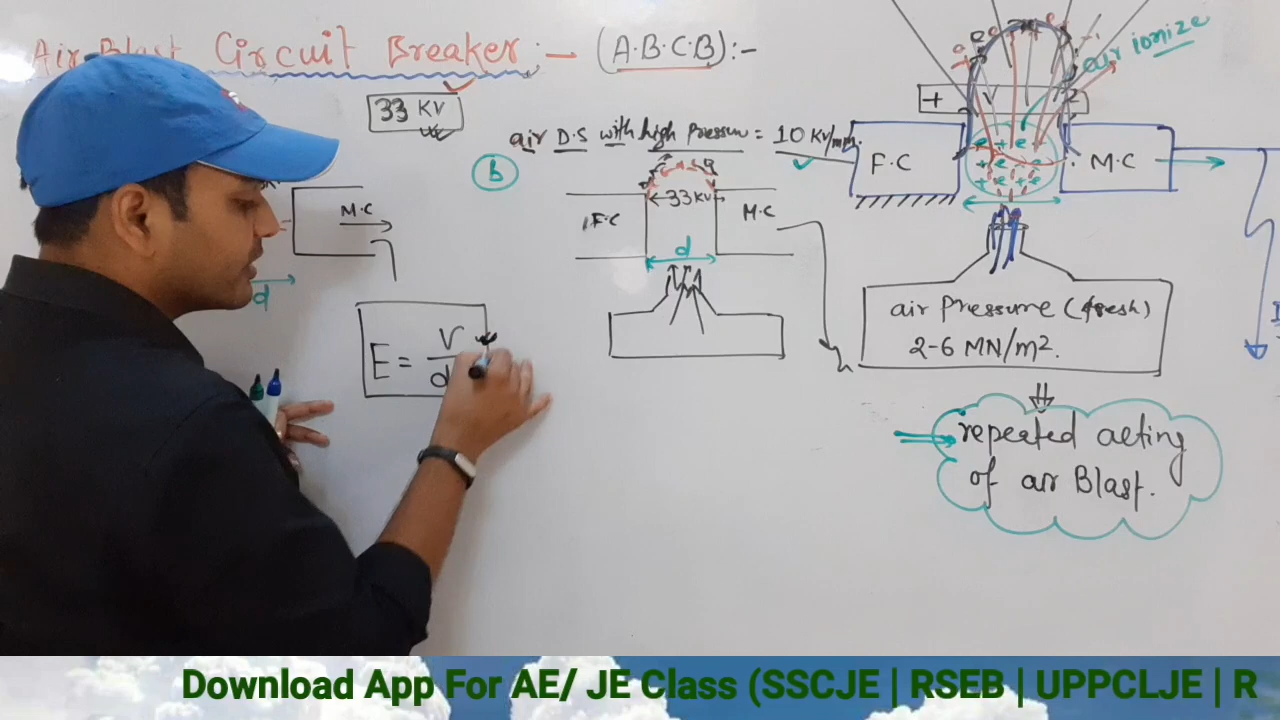 Air Blast Circuit Breaker :- (A.B.C.B) :-
33 KV
air D.S with high Pressure = 10 KV/mm.
B
M.C
d
F.C
33 KV
M.C
d
E = V
d
+
air ionize
F.C
M.C
e + e
+ e + e
air Pressure (fresh)
2-6 MN/m².
repeated acting
of air Blast.
Download App For AE/ JE Class (SSCJE | RSEB | UPPCLJE | R